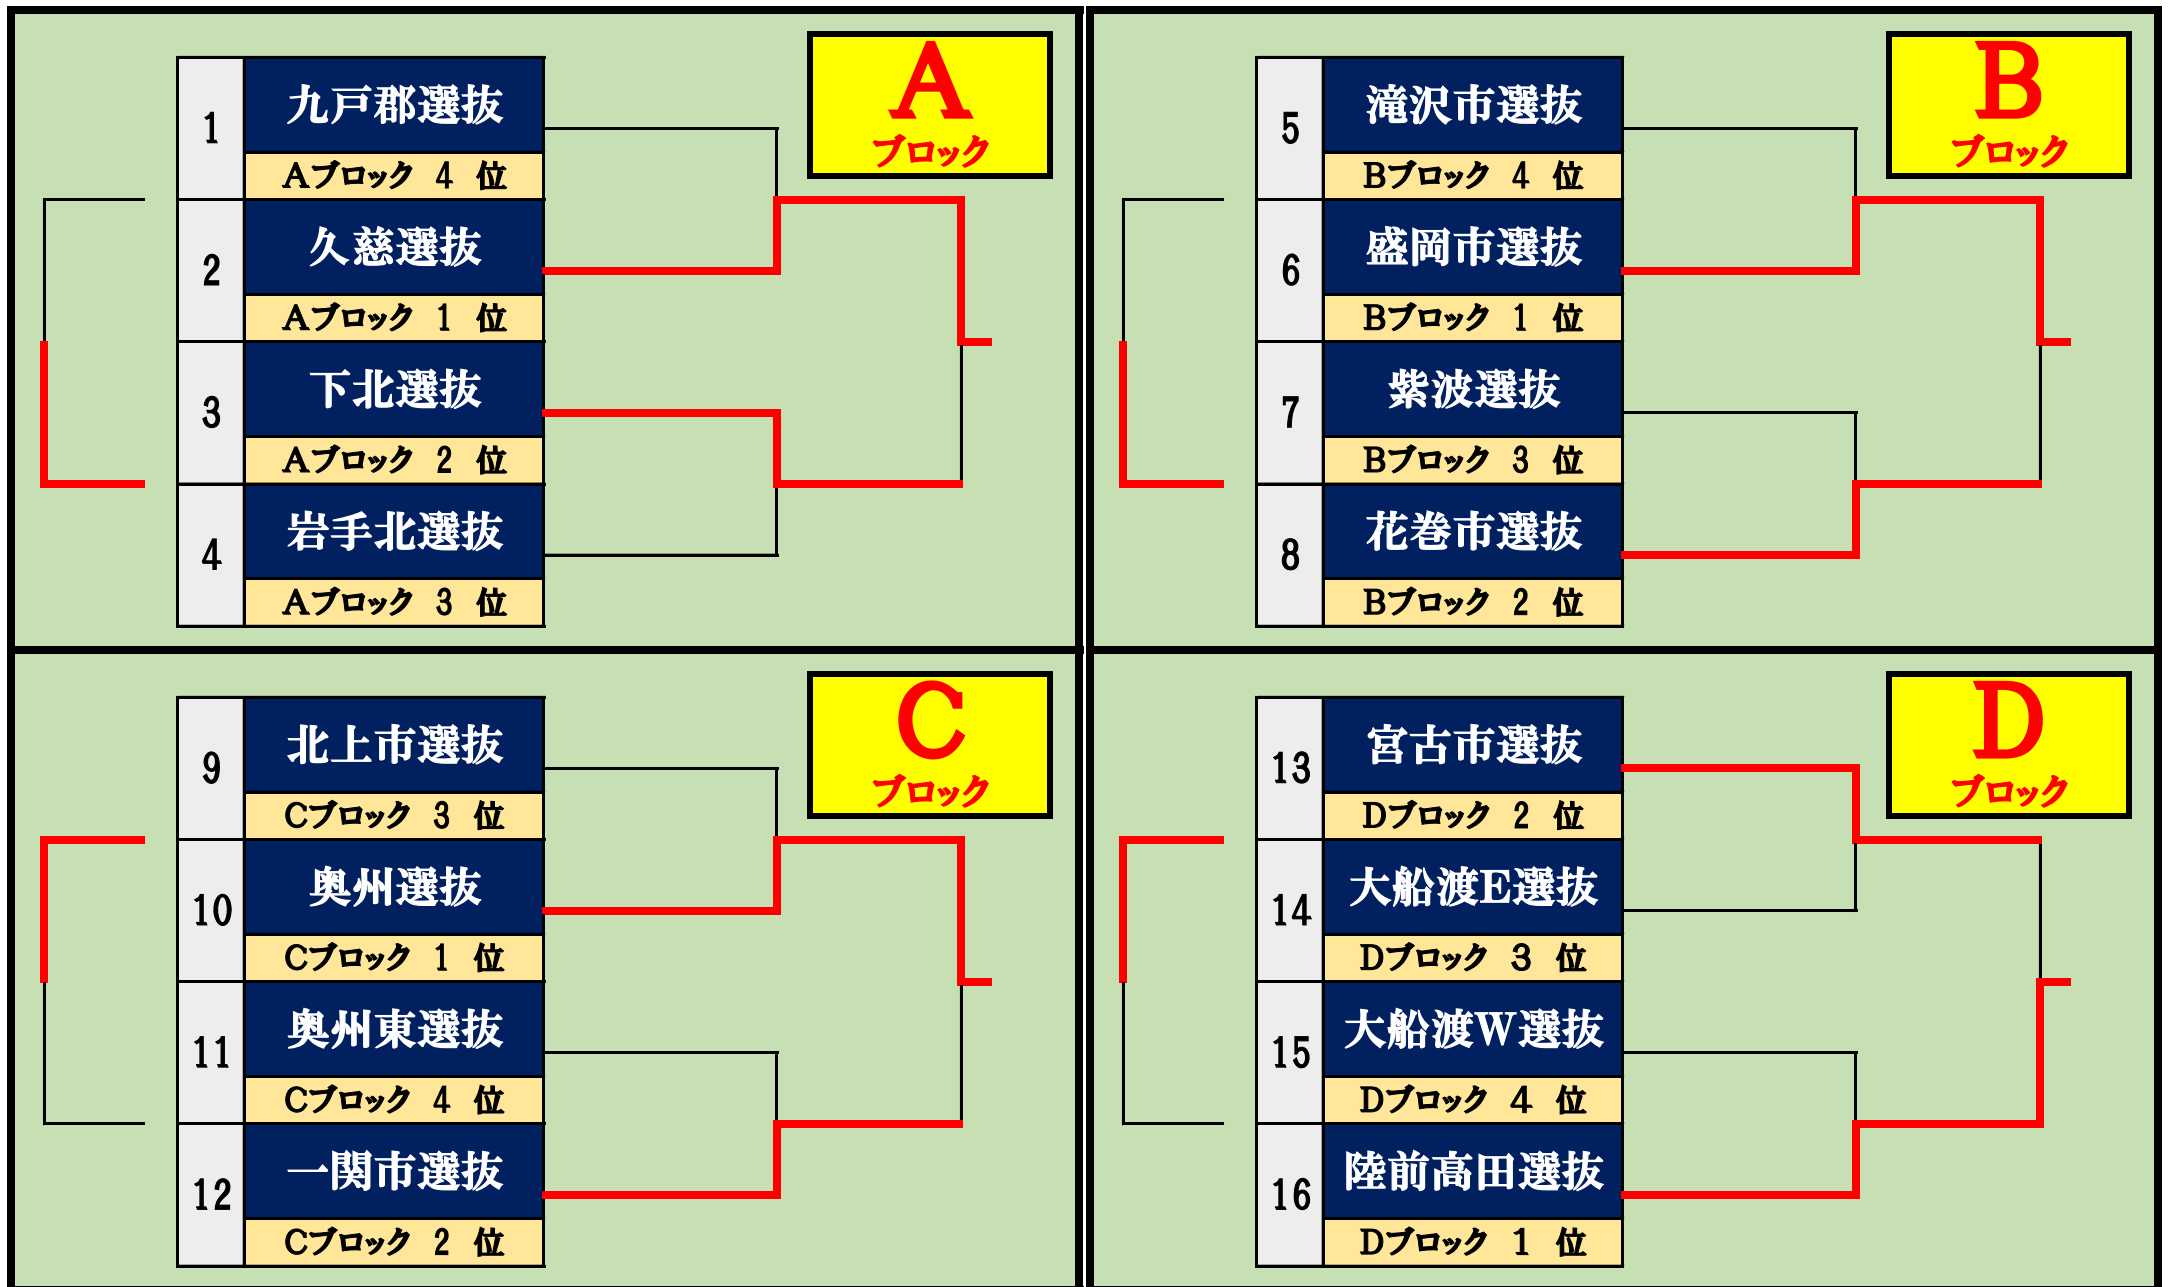 A
ブロック
1
九戸郡選抜
Aブロック 4 位
2
久慈選抜
Aブロック 1 位
3
下北選抜
Aブロック 2 位
4
岩手北選抜
Aブロック 3 位
B
ブロック
5
滝沢市選抜
Bブロック 4 位
6
盛岡市選抜
Bブロック 1 位
7
紫波選抜
Bブロック 3 位
8
花巻市選抜
Bブロック 2 位
C
ブロック
9
北上市選抜
Cブロック 3 位
10
奥州選抜
Cブロック 1 位
11
奥州東選抜
Cブロック 4 位
12
一関市選抜
Cブロック 2 位
D
ブロック
13
宮古市選抜
Dブロック 2 位
14
大船渡E選抜
Dブロック 3 位
15
大船渡W選抜
Dブロック 4 位
16
陸前高田選抜
Dブロック 1 位